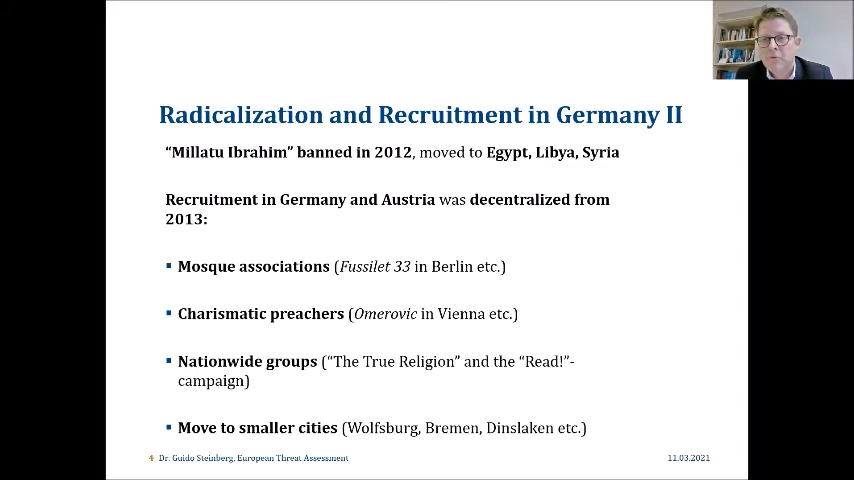 Radicalization and Recruitment in Germany II
“Millatu Ibrahim” banned in 2012, moved to Egypt, Libya, Syria
Recruitment in Germany and Austria was decentralized from
2013:
▪ Mosque associations (Fussilet 33 in Berlin etc.)
▪ Charismatic preachers (Omerovic in Vienna etc.)
▪ Nationwide groups (“The True Religion” and the “Read!”-
campaign)
▪ Move to smaller cities (Wolfsburg, Bremen, Dinslaken etc.)
4 Dr. Guido Steinberg, European Threat Assessment
11.03.2021